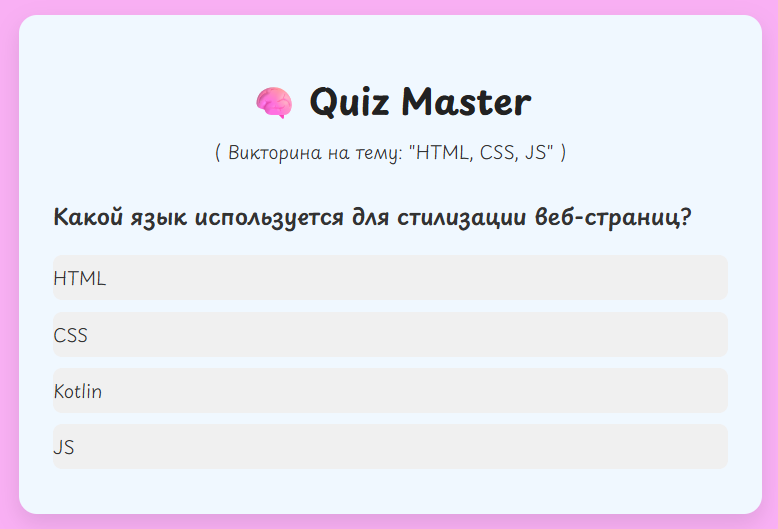 Quiz Master
( Викторина на тему: "HTML, CSS, JS" )
Какой язык используется для стилизации веб-страниц?
HTML
CSS
Kotlin
JS